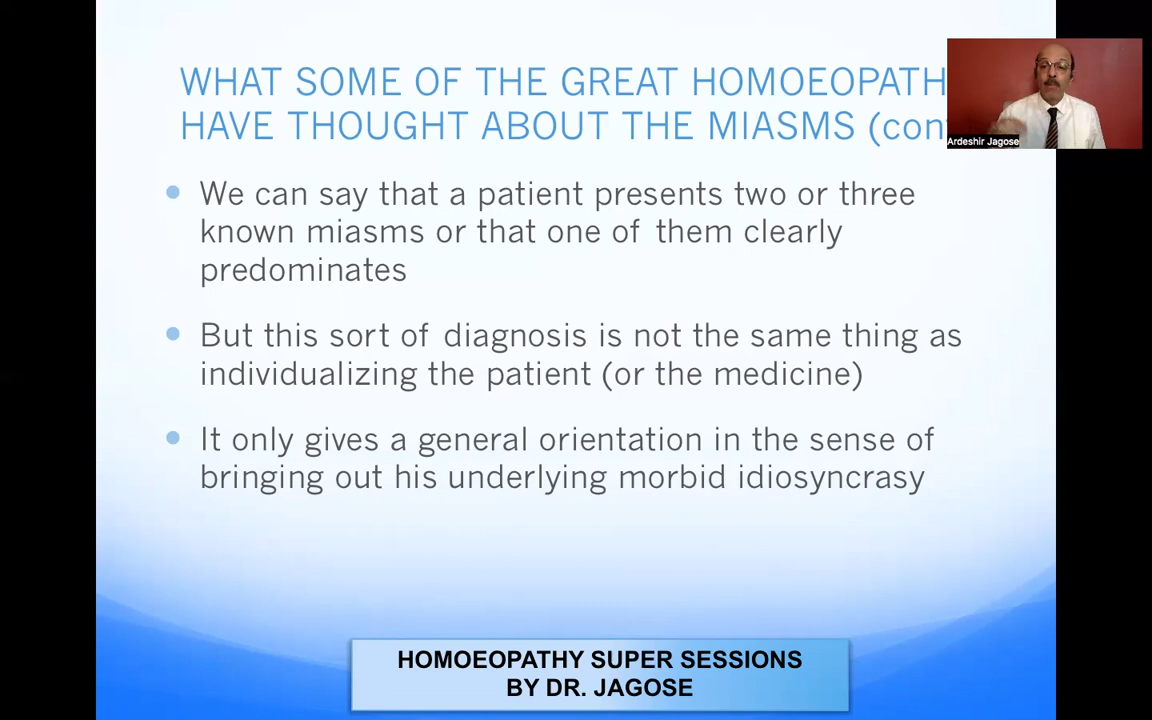 WHAT SOME OF THE GREAT HOMOEOPATH
HAVE THOUGHT ABOUT THE MIASMS (con
Ardeshir Jagose
• We can say that a patient presents two or three
known miasms or that one of them clearly
predominates
• But this sort of diagnosis is not the same thing as
individualizing the patient (or the medicine)
• It only gives a general orientation in the sense of
bringing out his underlying morbid idiosyncrasy
HOMOEOPATHY SUPER SESSIONS
BY DR. JAGOSE